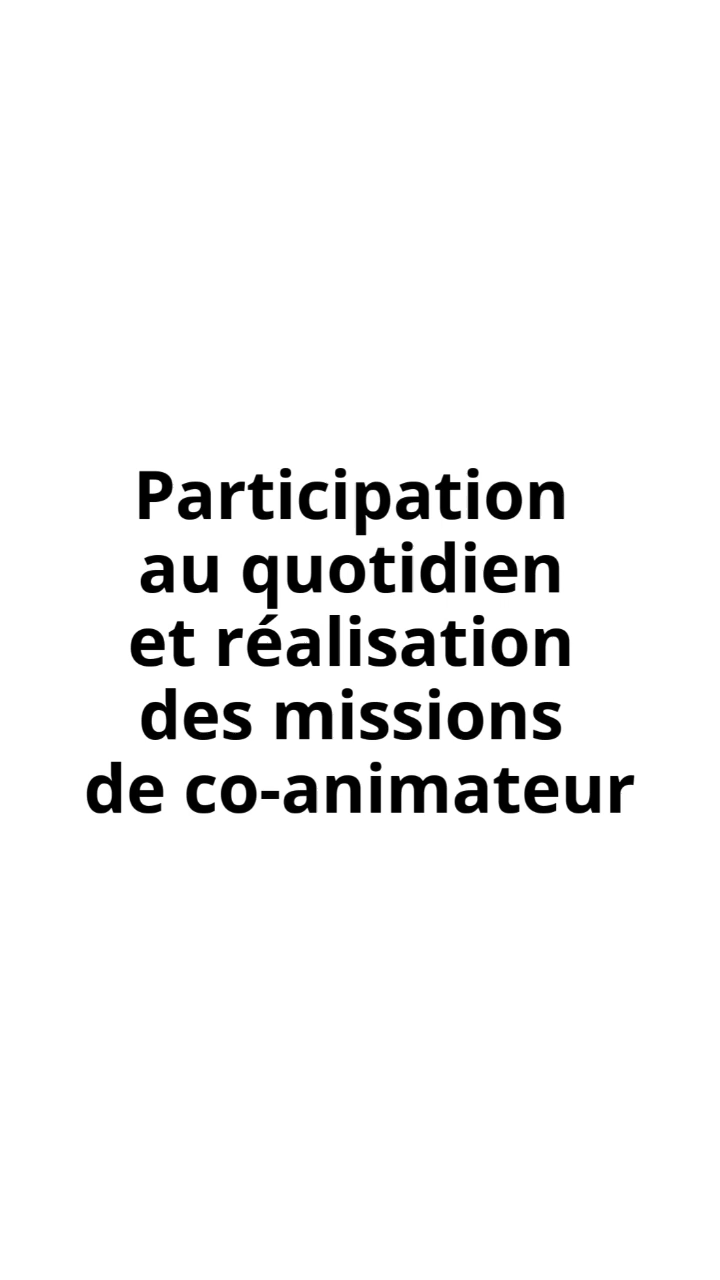 Participation
au quotidien
et réalisation
des missions
de co-animateur